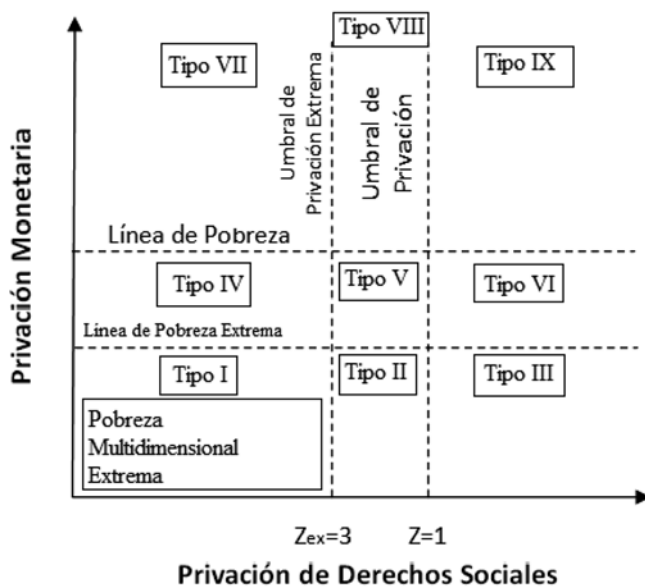 Tipo VIII
Tipo VII
Tipo IX
Umbral de
Privación Extrema
Umbral de
Privación
Privación Monetaria
Línea de Pobreza
Tipo IV
Tipo V
Tipo VI
Linea de Pobreza Extrema
Tipo I
Tipo II
Tipo III
Pobreza
Multidimensional
Extrema
Zex=3
Z=1
Privación de Derechos Sociales